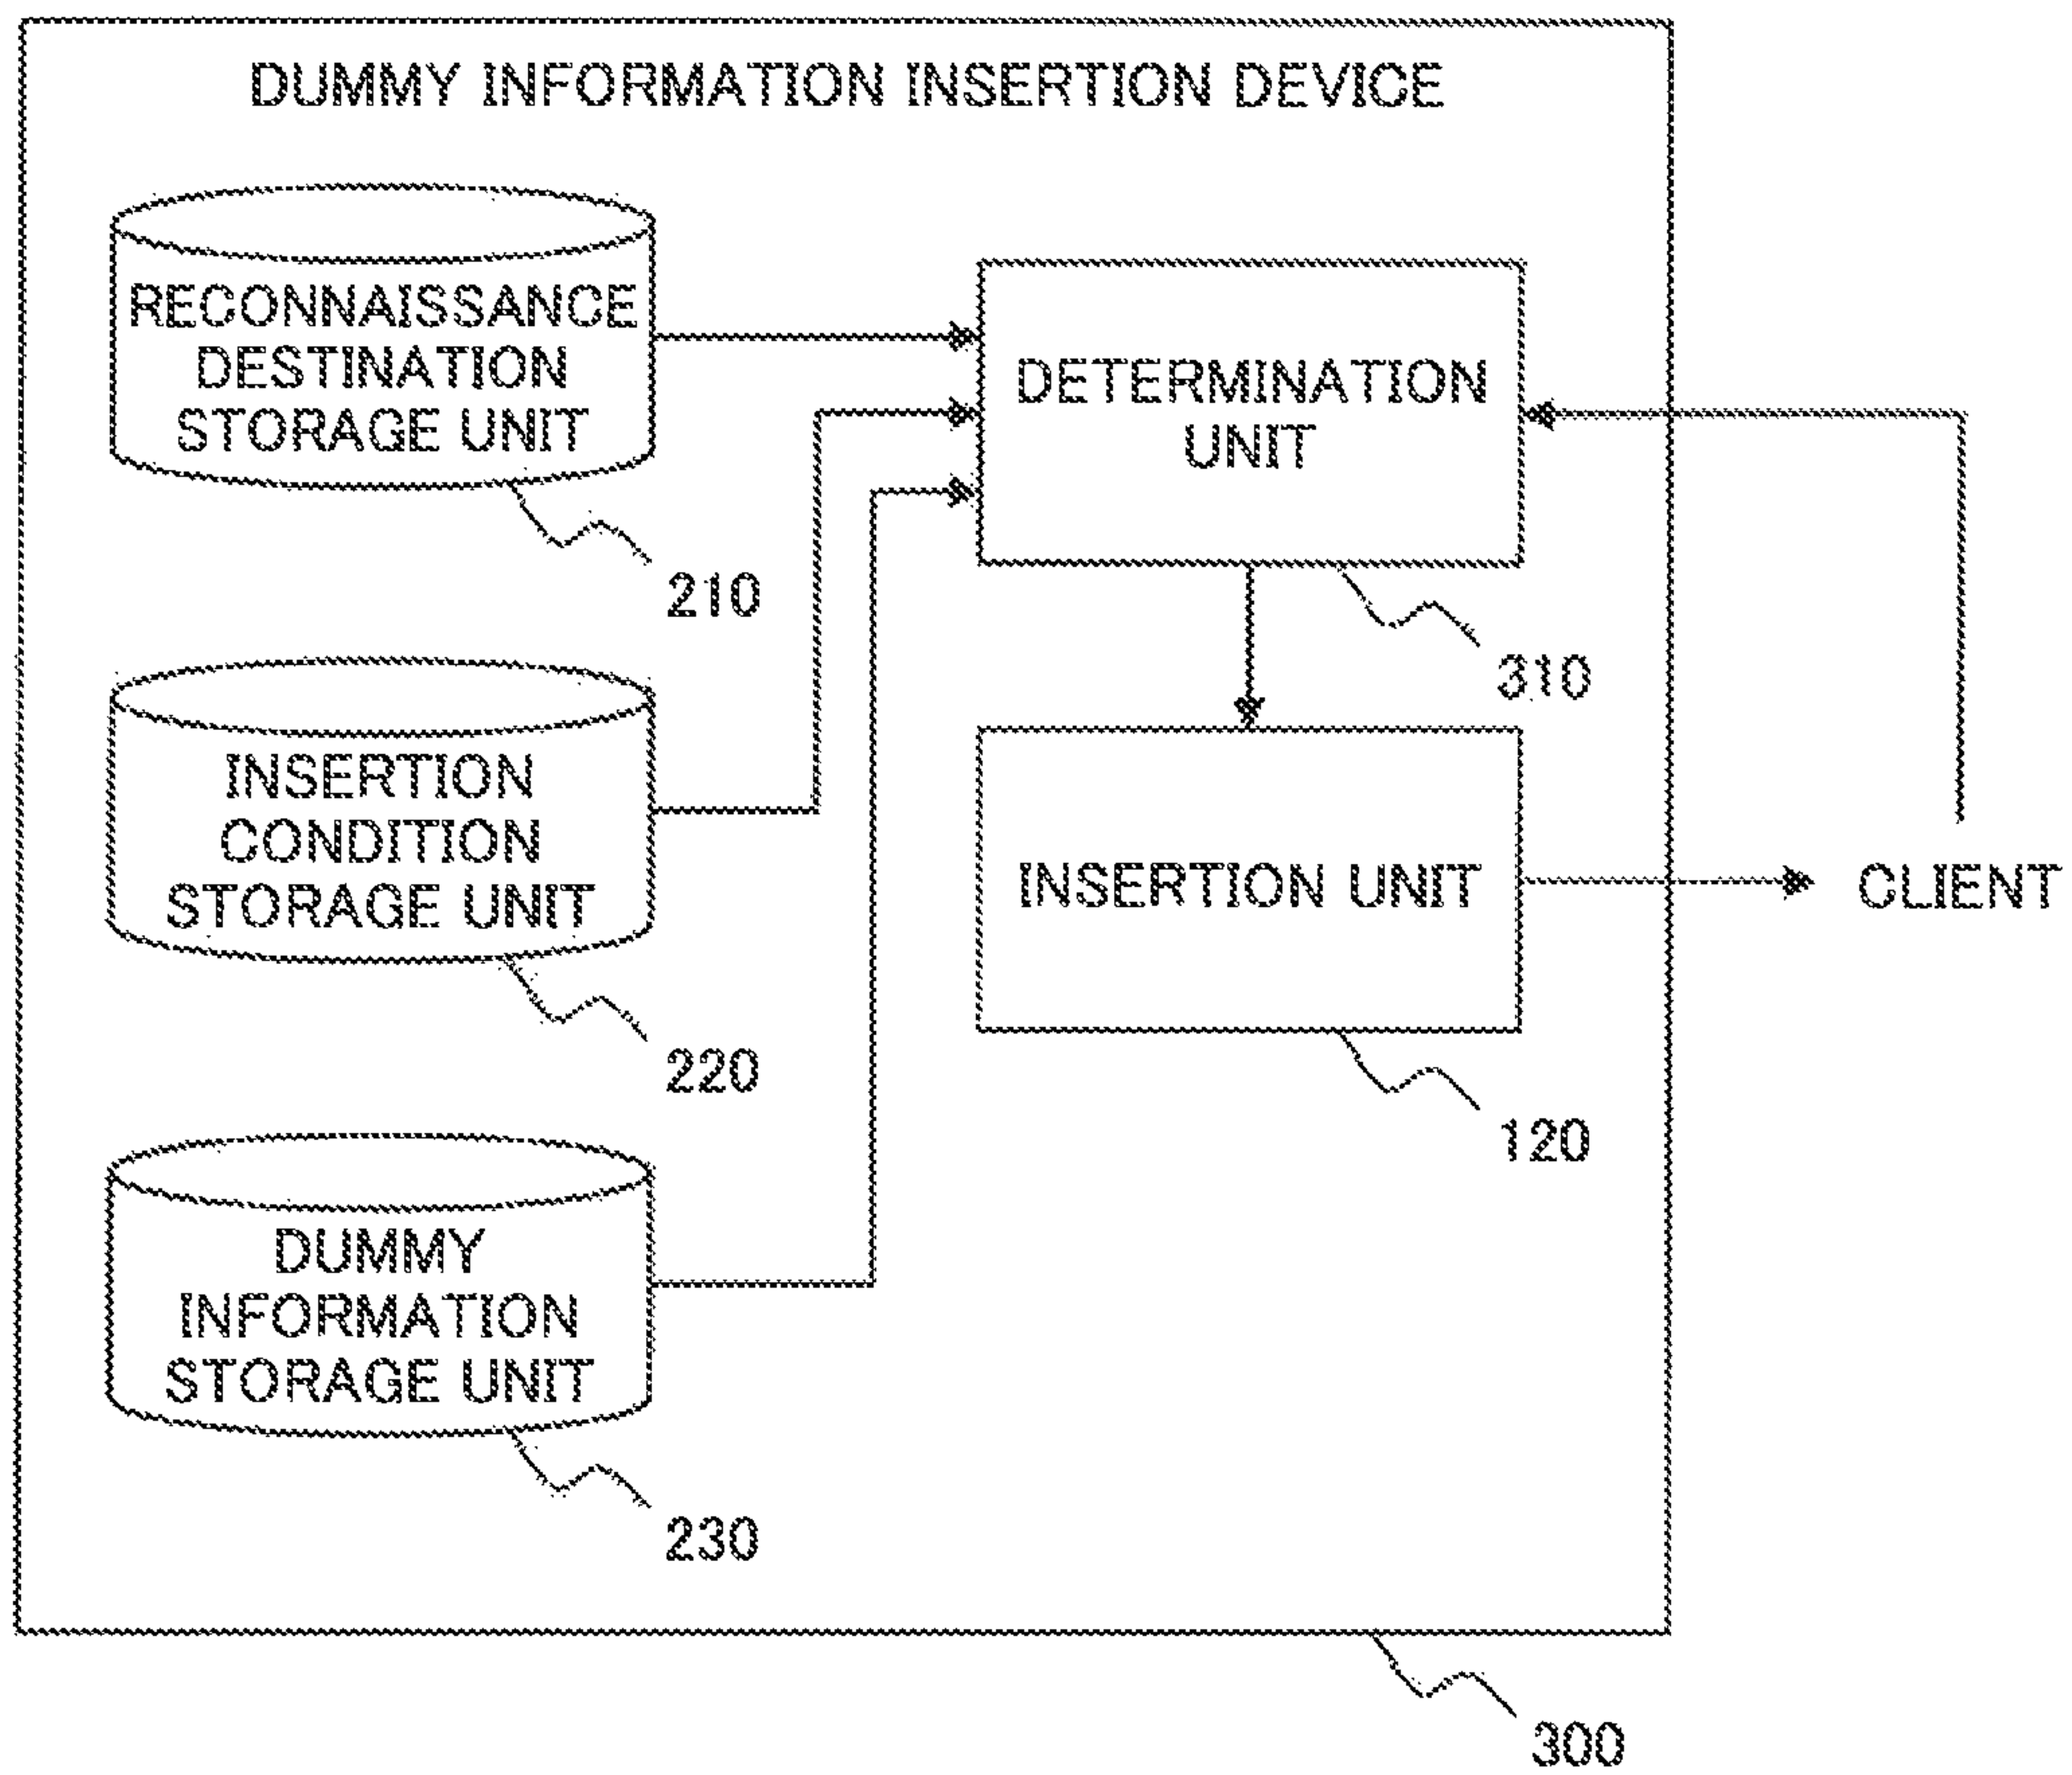 DUMMY INFORMATION INSERTION DEVICE
RECONNAISSANCE
DESTINATION
STORAGE UNIT
210
DETERMINATION
UNIT
310
INSERTION
CONDITION
STORAGE UNIT
220
INSERTION UNIT
120
CLIENT
DUMMY
INFORMATION
STORAGE UNIT
230
300